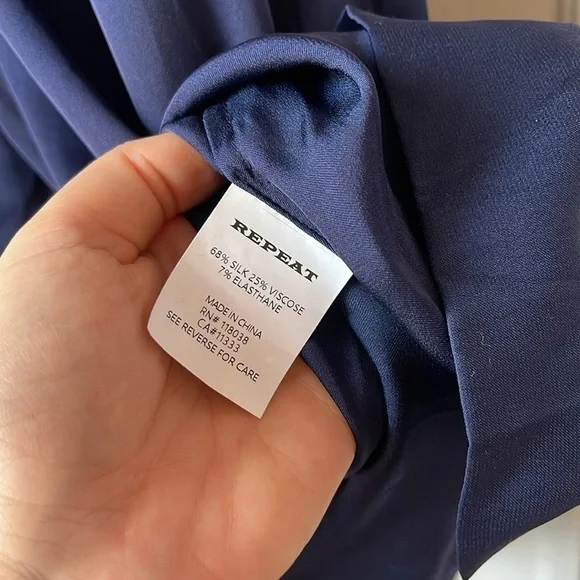 REPEAT
68% SILK 25% VISCOSE
7% ELASTHANE
MADE IN CHINA
RN# 118038
CA#11333
SEE REVERSE FOR CARE